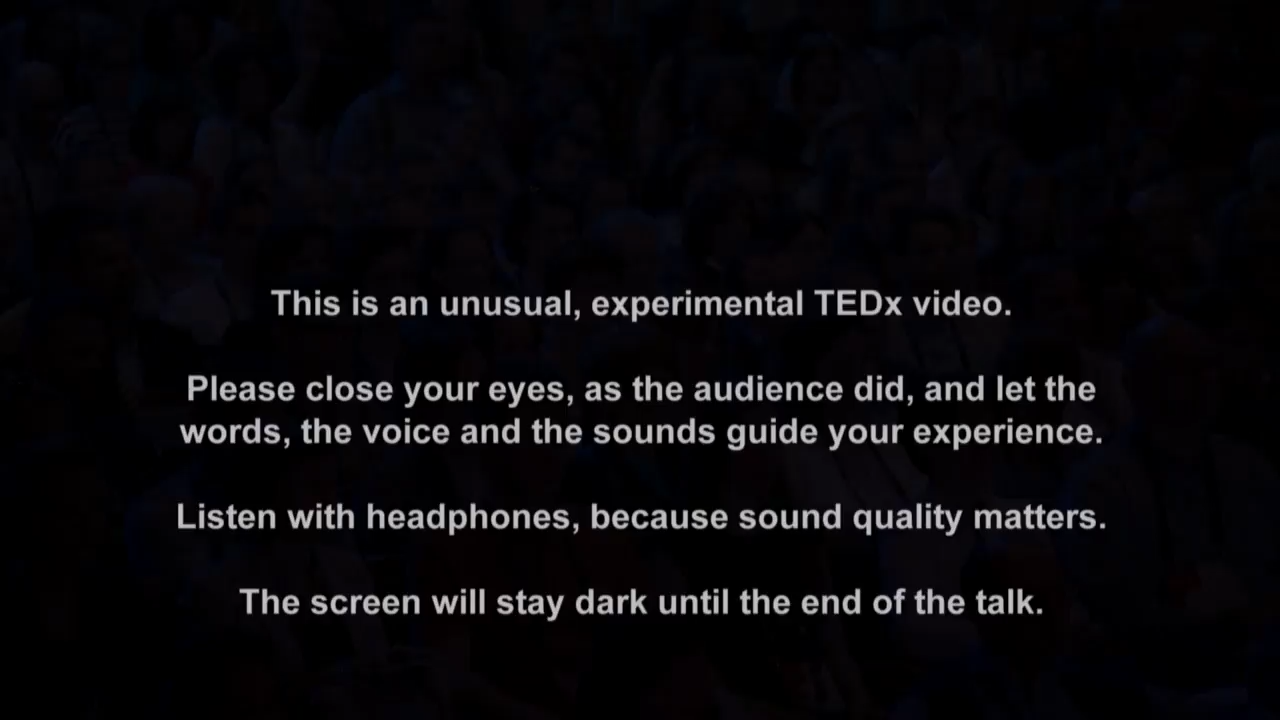 This is an unusual, experimental TEDx video.
Please close your eyes, as the audience did, and let the
words, the voice and the sounds guide your experience.
Listen with headphones, because sound quality matters.
The screen will stay dark until the end of the talk.